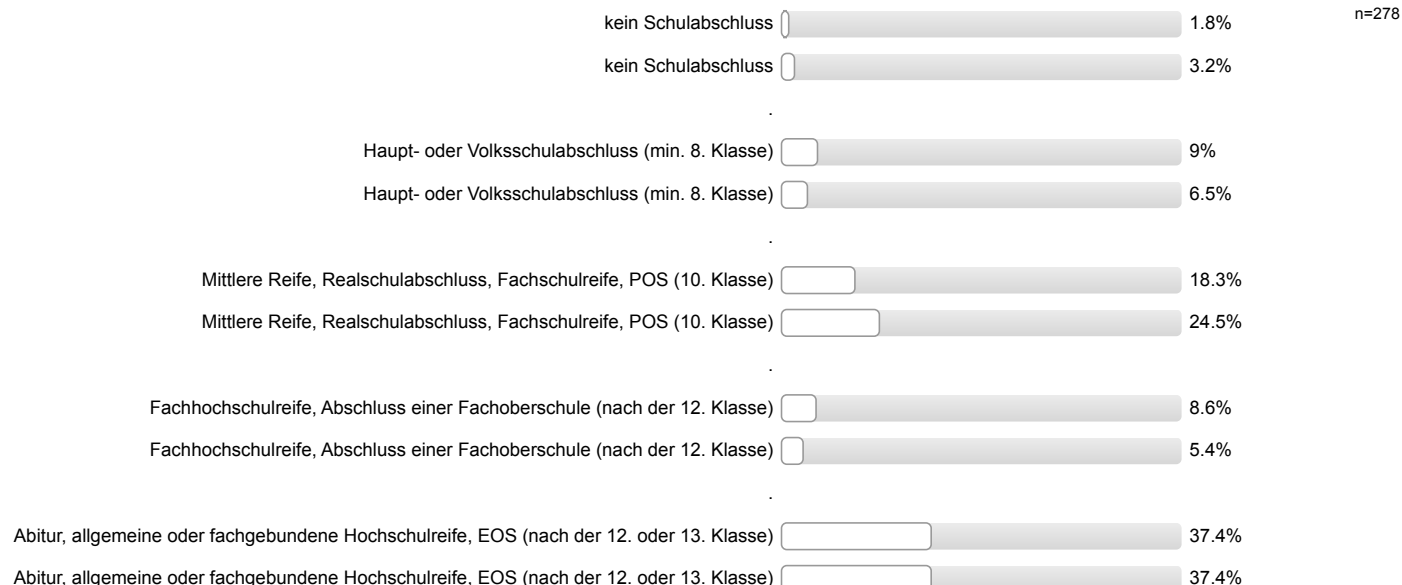 kein Schulabschluss 1.8% n=278
kein Schulabschluss 3.2%
.
Haupt- oder Volksschulabschluss (min. 8. Klasse) 9%
Haupt- oder Volksschulabschluss (min. 8. Klasse) 6.5%
.
Mittlere Reife, Realschulabschluss, Fachschulreife, POS (10. Klasse) 18.3%
Mittlere Reife, Realschulabschluss, Fachschulreife, POS (10. Klasse) 24.5%
.
Fachhochschulreife, Abschluss einer Fachoberschule (nach der 12. Klasse) 8.6%
Fachhochschulreife, Abschluss einer Fachoberschule (nach der 12. Klasse) 5.4%
.
Abitur, allgemeine oder fachgebundene Hochschulreife, EOS (nach der 12. oder 13. Klasse) 37.4%
Abitur, allgemeine oder fachgebundene Hochschulreife, EOS (nach der 12. oder 13. Klasse) 37.4%